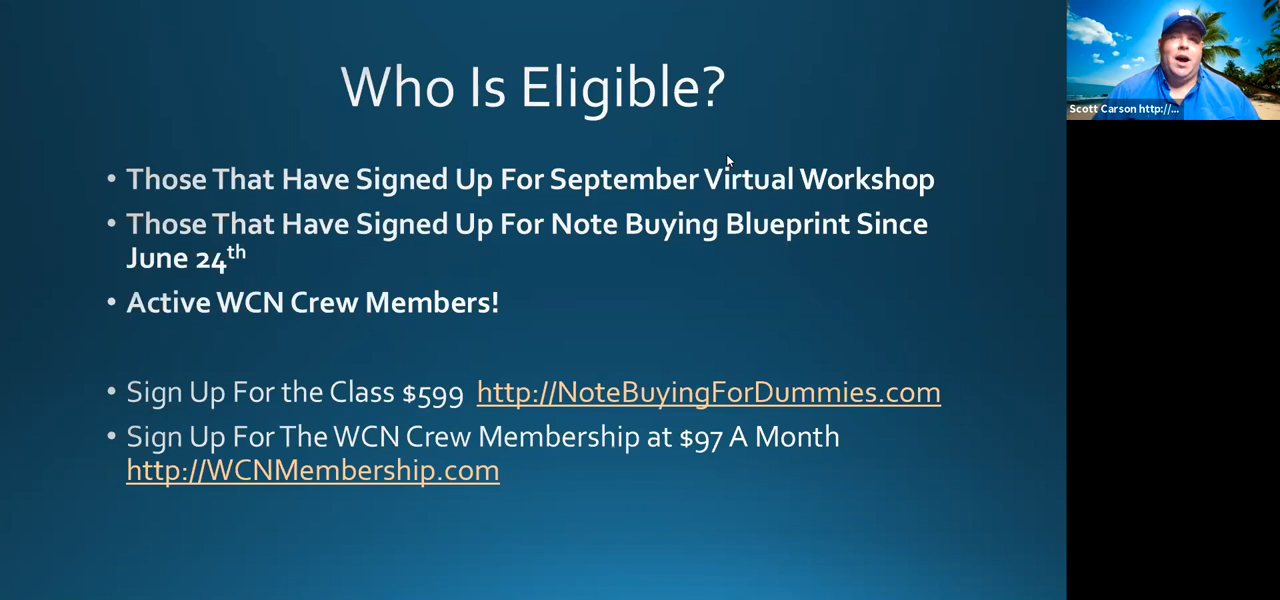 Who Is Eligible?
• Those That Have Signed Up For September Virtual Workshop
• Those That Have Signed Up For Note Buying Blueprint Since
June 24th
• Active WCN Crew Members!
• Sign Up For the Class $599 http://NoteBuyingForDummies.com
• Sign Up For The WCN Crew Membership at $97 A Month
http://WCNMembership.com
Scott Carson http://...